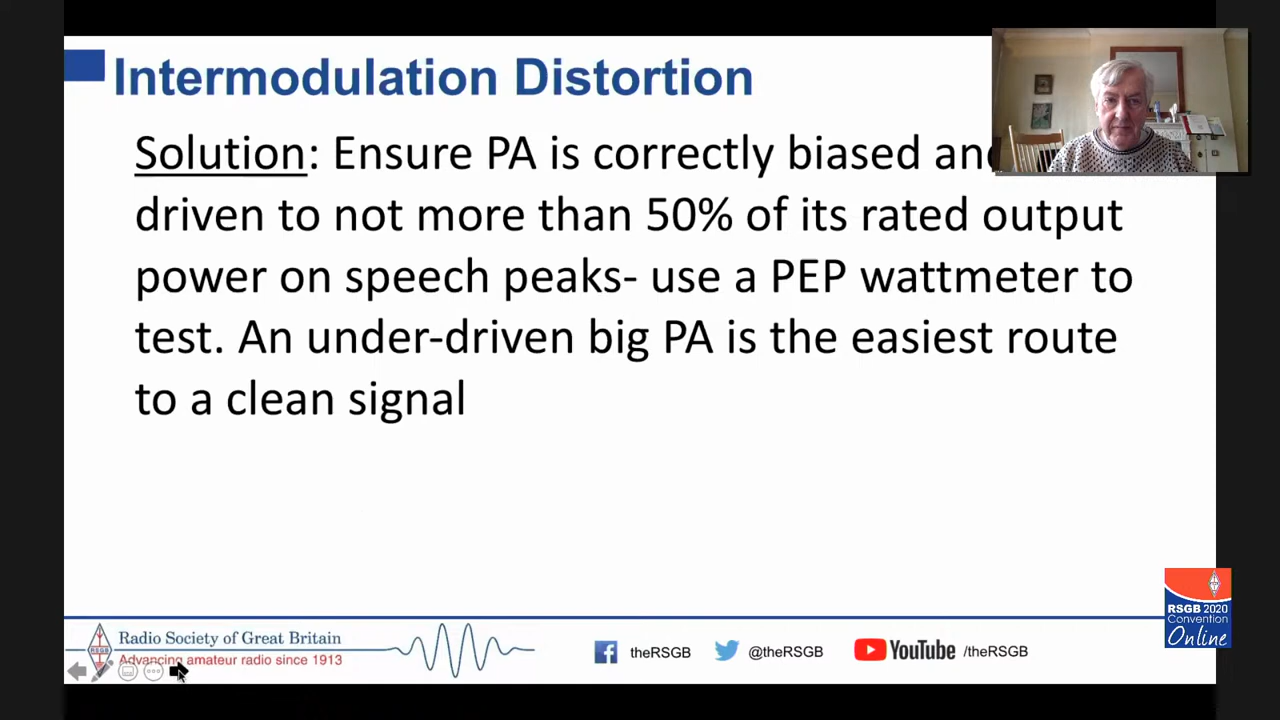 Intermodulation Distortion
Solution: Ensure PA is correctly biased and
driven to not more than 50% of its rated output
power on speech peaks- use a PEP wattmeter to
test. An under-driven big PA is the easiest route
to a clean signal
RSGB 2020
Convention
Online
Radio Society of Great Britain
RSGB
Advancing amateur radio since 1913
theRSGB
@theRSGB
YouTube /theRSGB